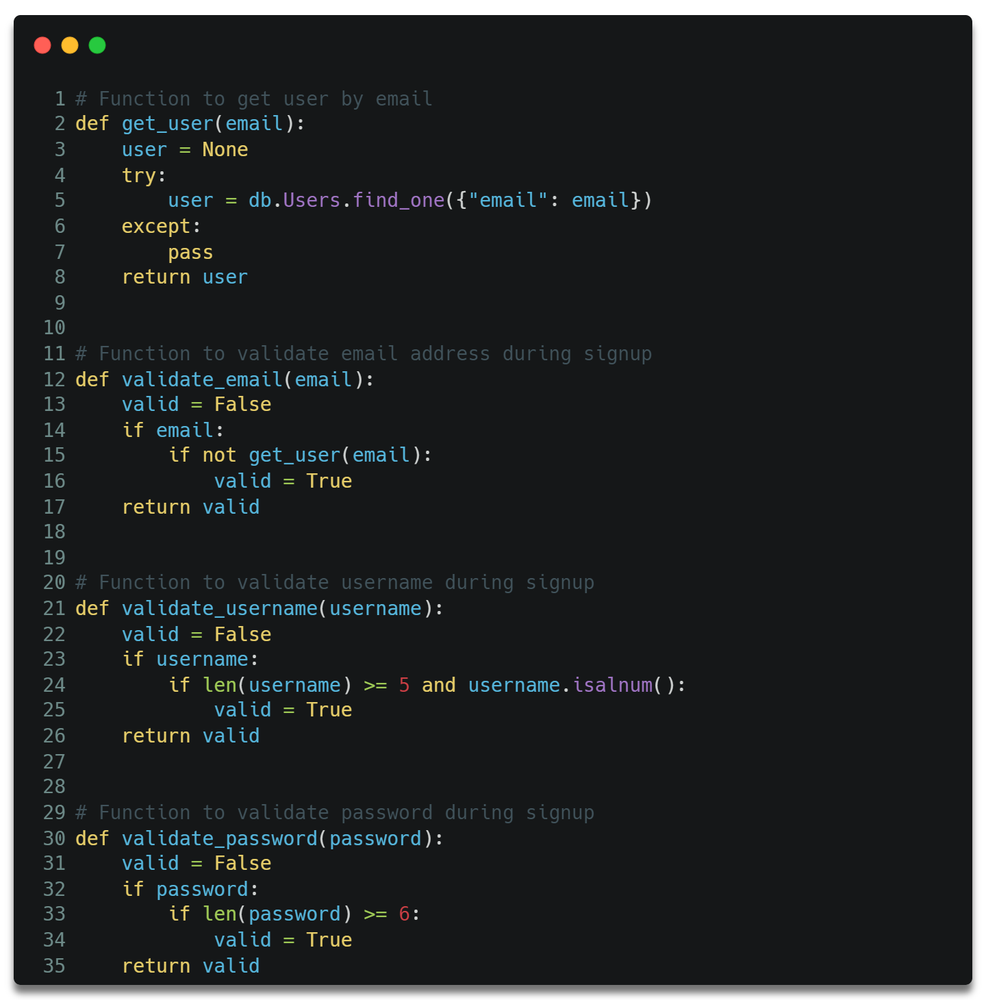 1 # Function to get user by email
2 def get_user(email):
3     user = None
4     try:
5         user = db.Users.find_one({"email": email})
6     except:
7         pass
8     return user
9
10
11 # Function to validate email address during signup
12 def validate_email(email):
13     valid = False
14     if email:
15         if not get_user(email):
16             valid = True
17     return valid
18
19
20 # Function to validate username during signup
21 def validate_username(username):
22     valid = False
23     if username:
24         if len(username) >= 5 and username.isalnum():
25             valid = True
26     return valid
27
28
29 # Function to validate password during signup
30 def validate_password(password):
31     valid = False
32     if password:
33         if len(password) >= 6:
34             valid = True
35     return valid